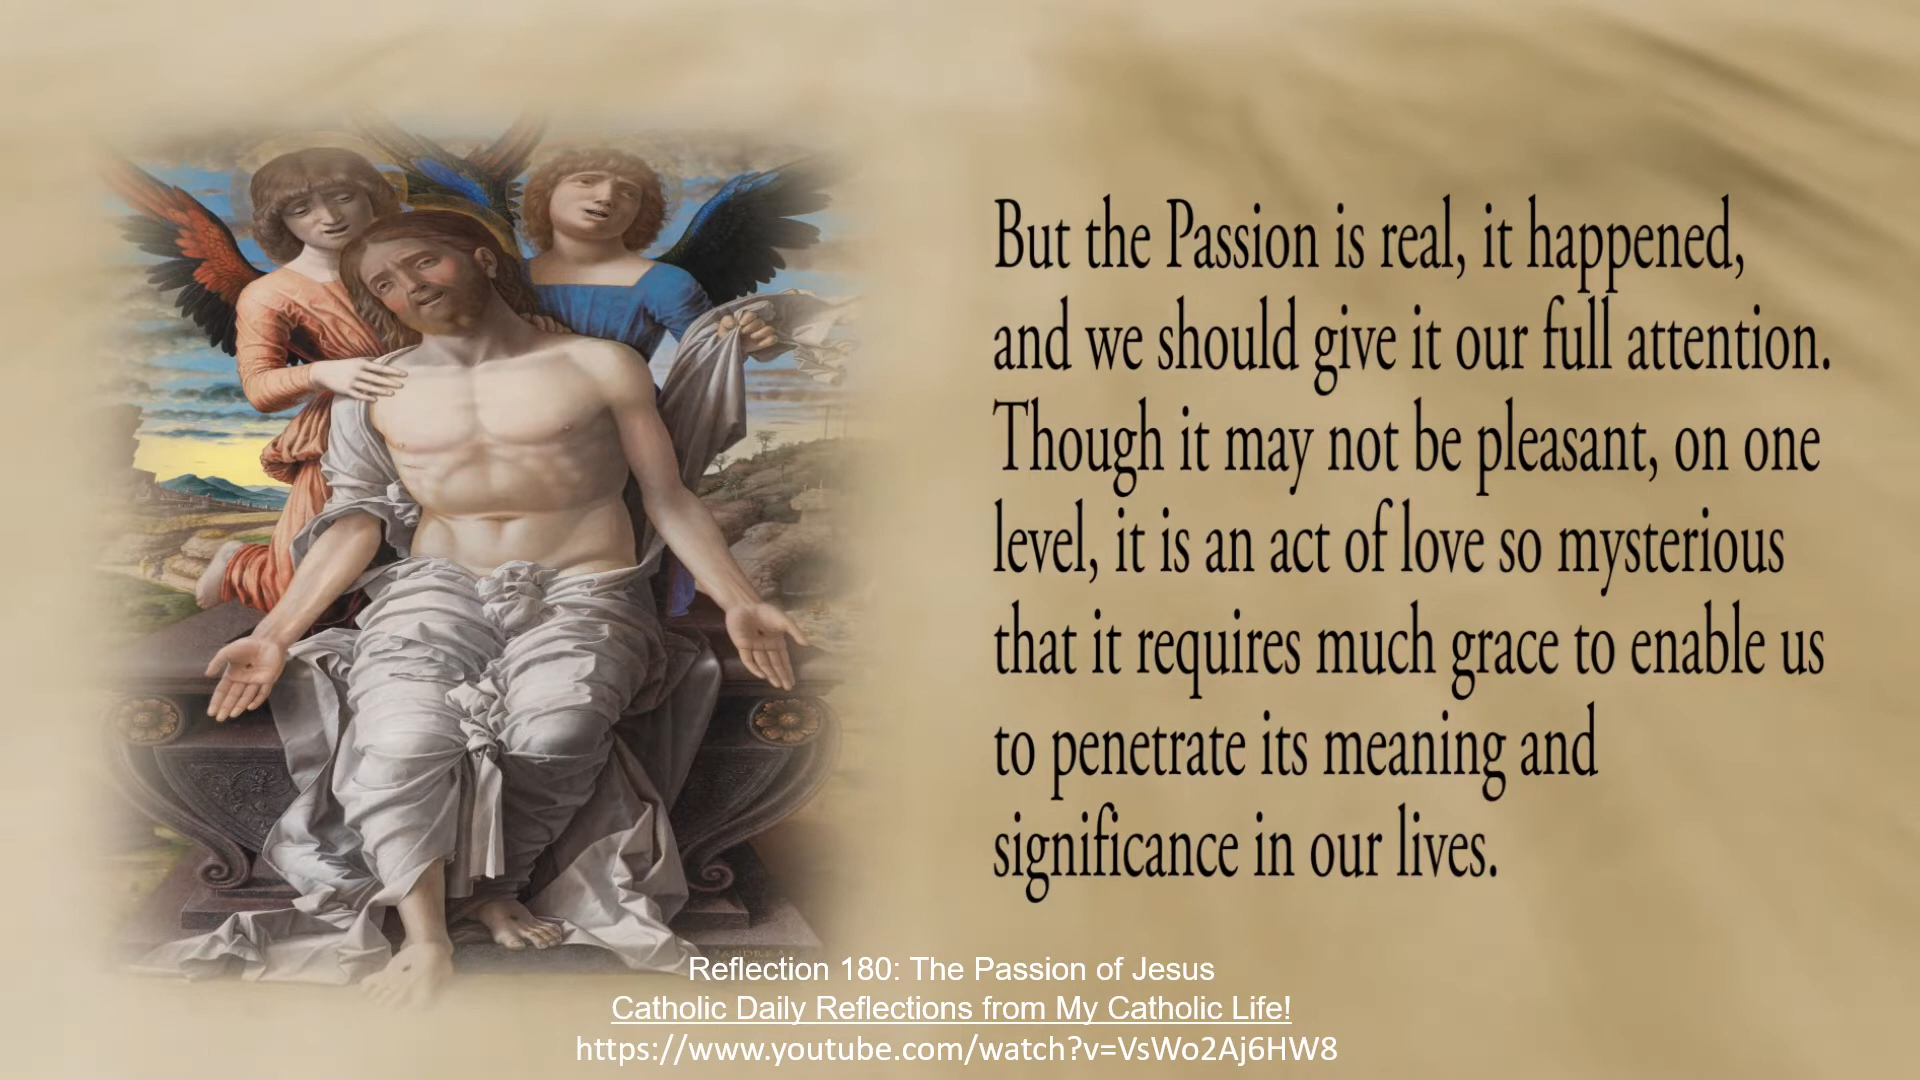 But the Passion is real, it happened,
and we should give it our full attention.
Though it may not be pleasant, on one
level, it is an act of love so mysterious
that it requires much grace to enable us
to penetrate its meaning and
significance in our lives.
Reflection 180: The Passion of Jesus
Catholic Daily Reflections from My Catholic Life!
https://www.youtube.com/watch?v=VsWo2Aj6HW8